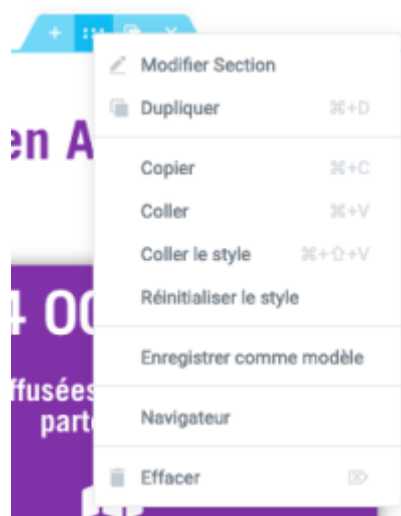 Modifier Section
Dupliquer ⌘+D
en A
Copier ⌘+C
Coller ⌘+V
Coller le style ⌘+⇧+V
Réinitialiser le style
4 00
Enregistrer comme modèle
ffusées
part
Navigateur
Effacer ⌦